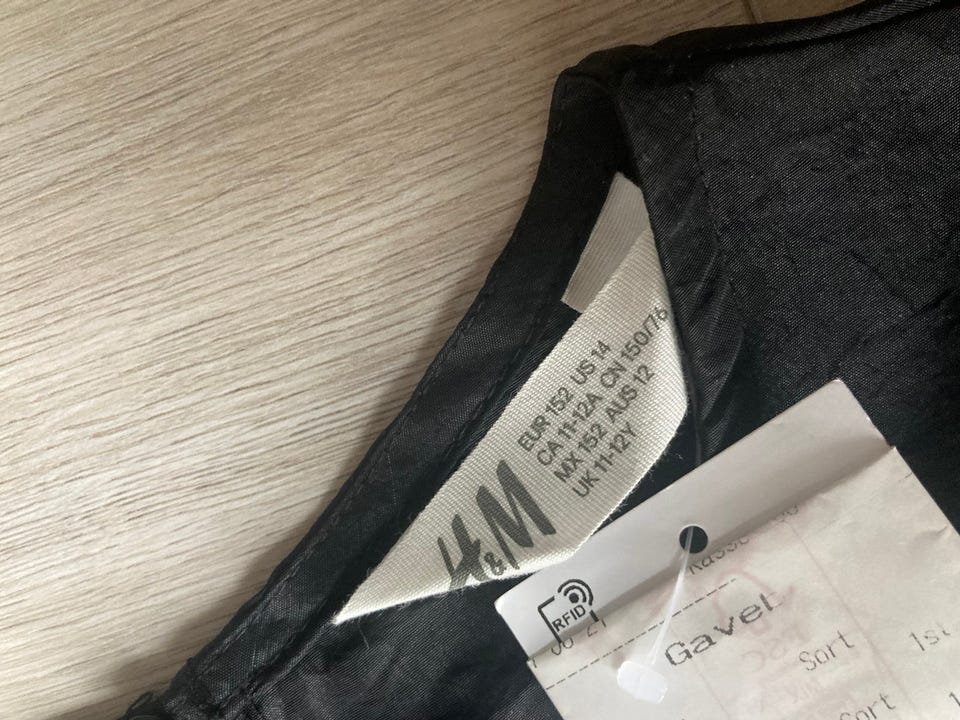 EUR 152 US 14
CA 11-12A CN 150/76
MX 152 AUS 12
UK 11-12Y
H&M
RFID
Gavet
Sort 1st